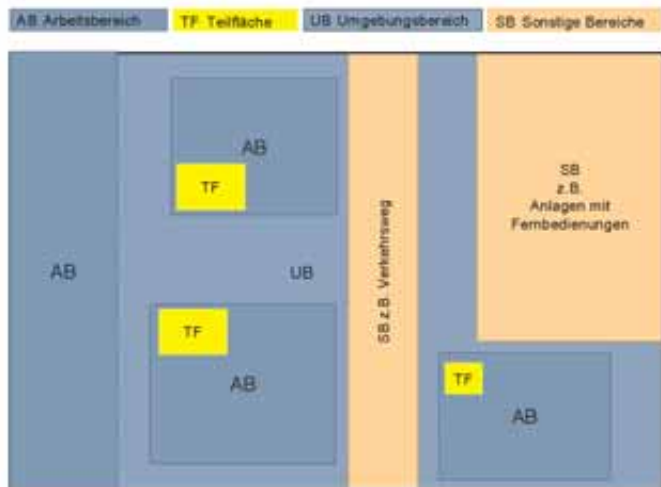 AB Arbeitsbereich
TF Teilfläche
UB Umgebungsbereich
SB Sonstige Bereiche
AB
AB
TF
UB
TF
AB
SB z.B. Verkehrsweg
SB
z.B.
Anlagen mit
Fernbedienungen
TF
AB